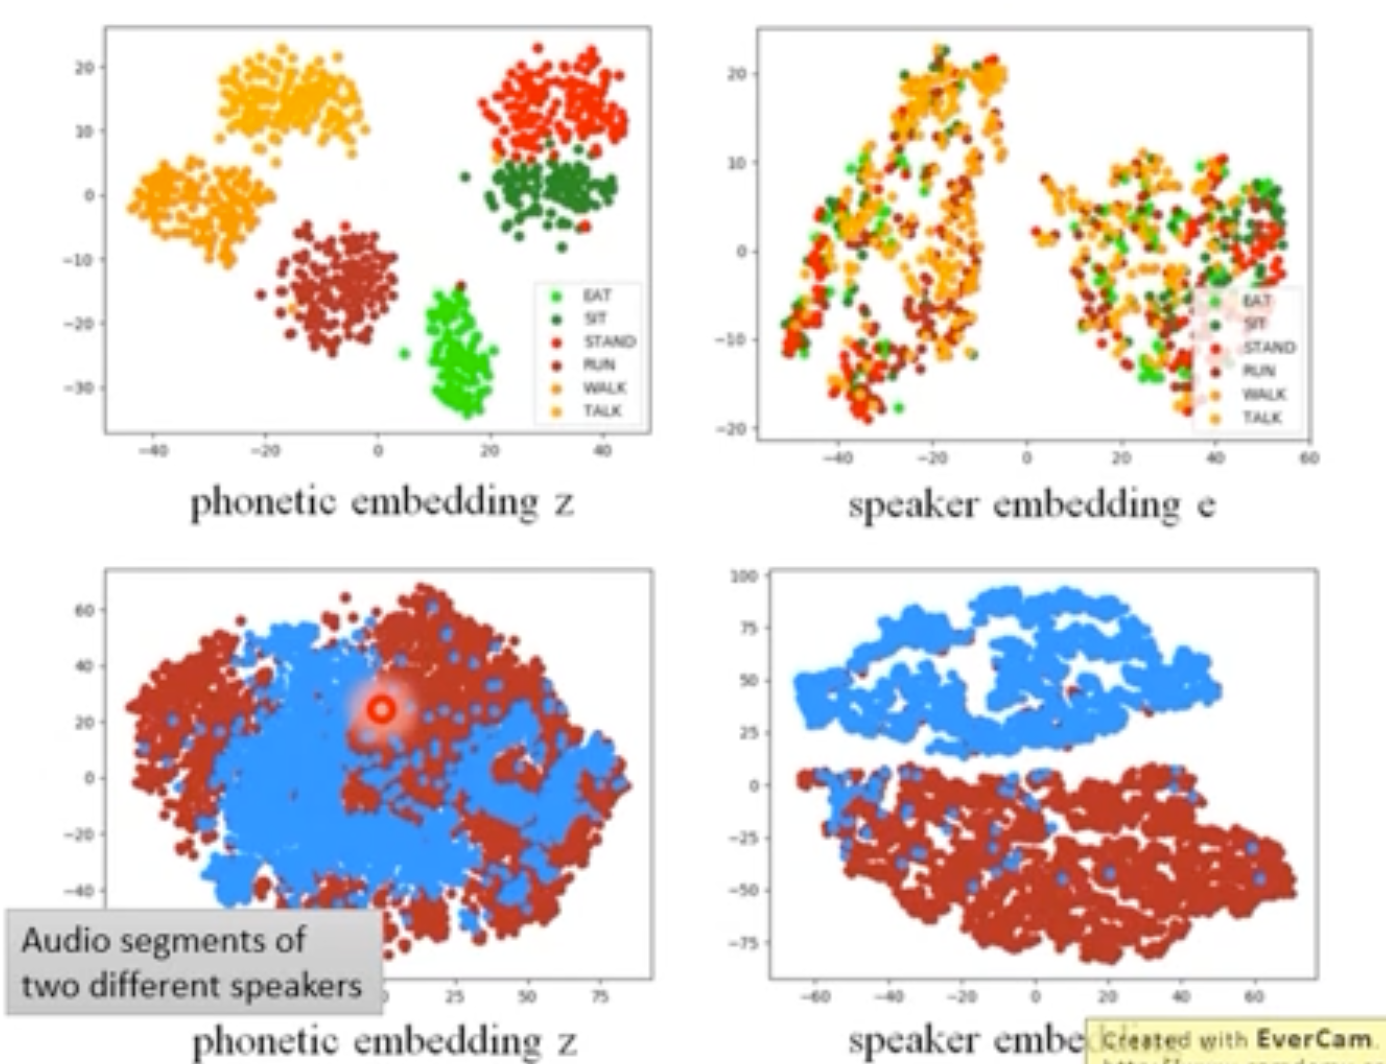 20
10
0
−10
−20
−30
−40
−20
0
20
40
EAT
SIT
STAND
RUN
WALK
TALK
phonetic embedding z
20
10
0
−10
−20
−40
−20
0
20
40
60
EAT
SIT
STAND
RUN
WALK
TALK
speaker embedding e
60
40
20
0
−20
−40
25
50
75
Audio segments of
two different speakers
phonetic embedding z
100
75
50
25
0
−25
−50
−75
−60
−40
−20
0
20
40
60
speaker embe
Created with EverCam.